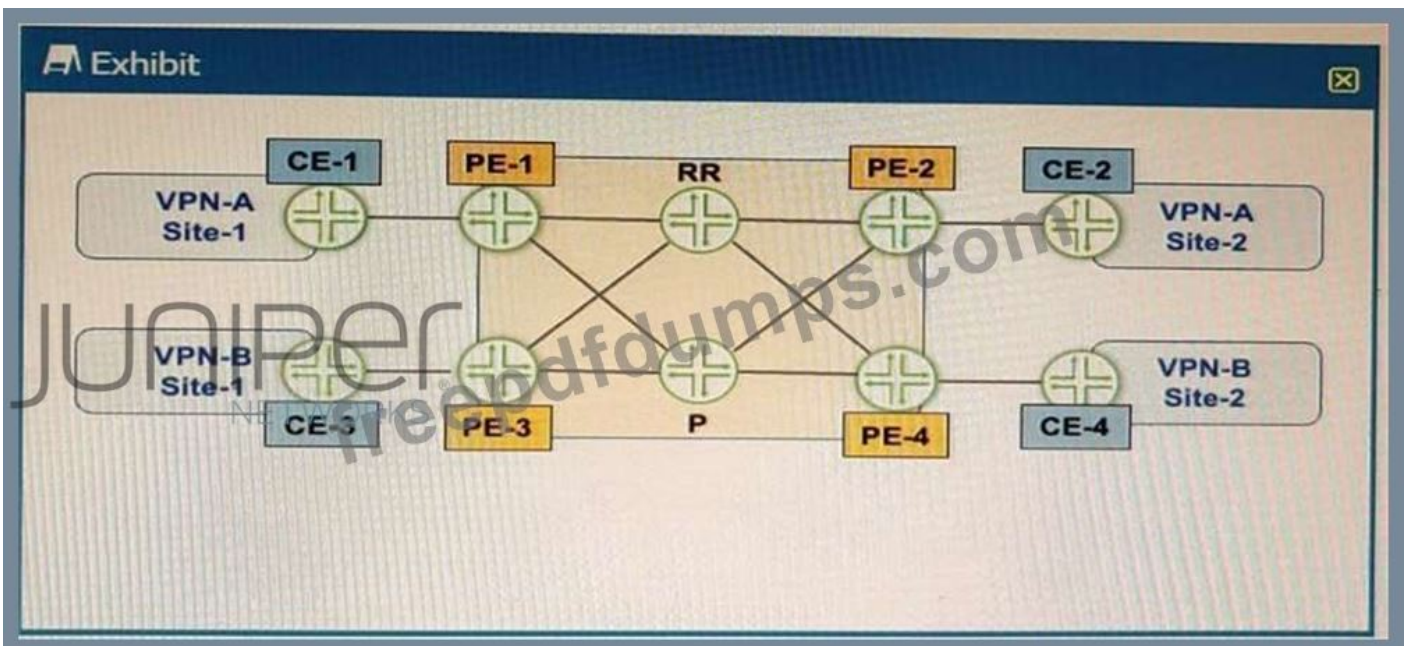 Exhibit
CE-1
PE-1
RR
PE-2
CE-2
VPN-A
Site-1
VPN-A
Site-2
VPN-B
Site-1
VPN-B
Site-2
CE-3
PE-3
P
PE-4
CE-4
JUNIPEr
NETWORKS
freepdfdumps.com